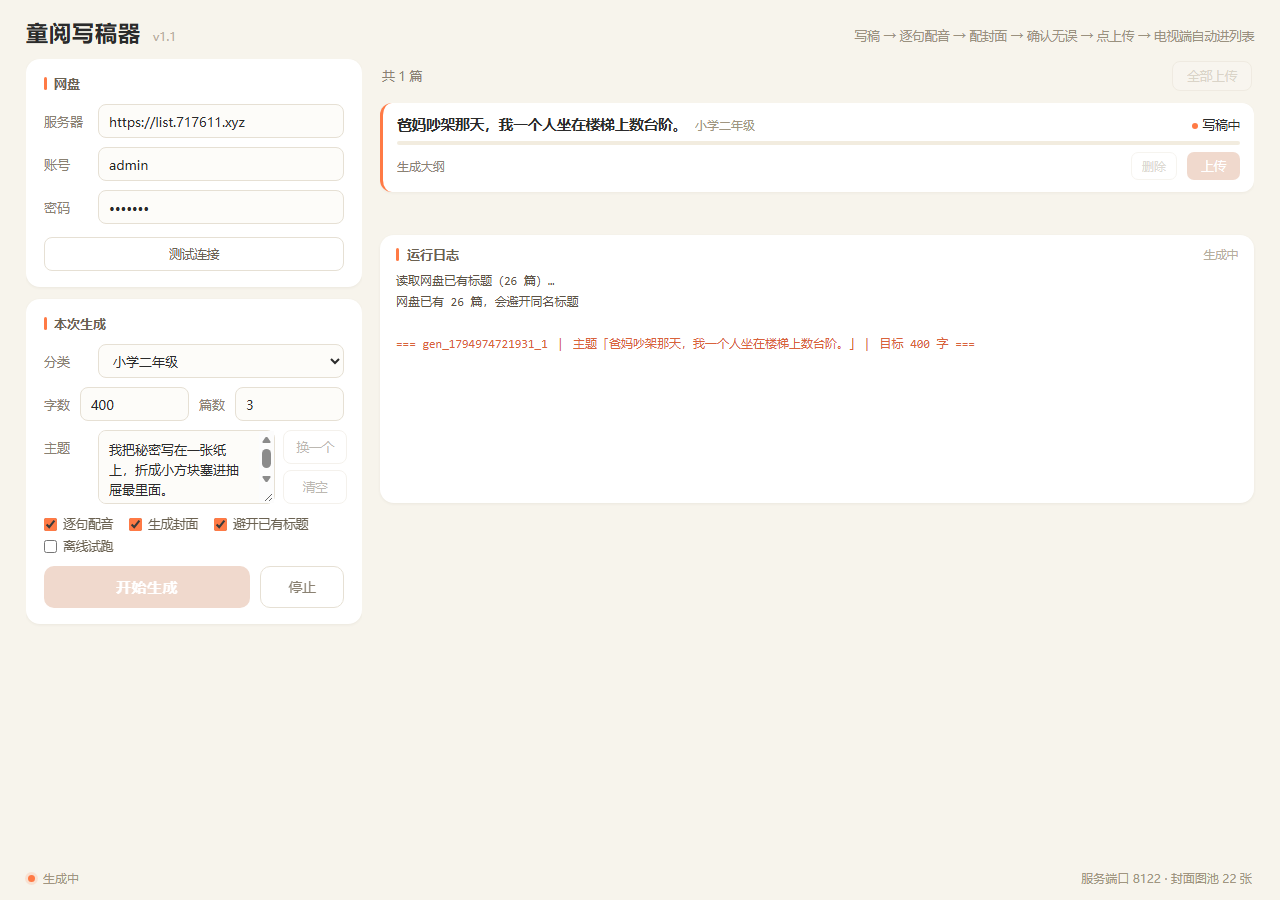 童阅写稿器 v1.1
写稿 → 逐句配音 → 配封面 → 确认无误 → 点上传 → 电视端自动进列表
网盘
服务器 https://list.717611.xyz
账号 admin
密码 •••••••
测试连接
本次生成
分类 小学二年级
字数 400 篇数 3
主题 我把秘密写在一张纸
上，折成小方块塞进抽
屉最里面。
换一个
清空
逐句配音 生成封面 避开已有标题
离线试跑
开始生成 停止
共 1 篇 全部上传
爸妈吵架那天，我一个人坐在楼梯上数台阶。 小学二年级 写稿中
生成大纲 删除 上传
运行日志 生成中
读取网盘已有标题（26 篇）…
网盘已有 26 篇，会避开同名标题
=== gen_1794974721931_1 ｜ 主题「爸妈吵架那天，我一个人坐在楼梯上数台阶。」｜ 目标 400 字 ===
生成中 服务端口 8122 · 封面图池 22 张